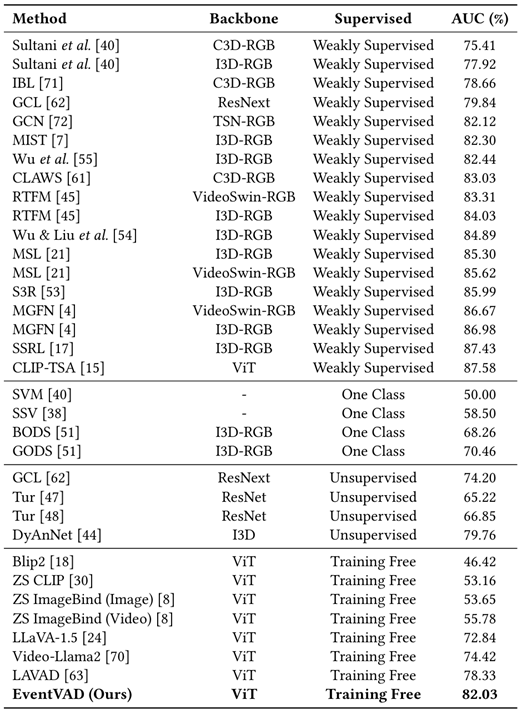 Method Backbone Supervised AUC (%)
Sultani et al. [40] C3D-RGB Weakly Supervised 75.41
Sultani et al. [40] I3D-RGB Weakly Supervised 77.92
IBL [71] C3D-RGB Weakly Supervised 78.66
GCL [62] ResNext Weakly Supervised 79.84
GCN [72] TSN-RGB Weakly Supervised 82.12
MIST [7] I3D-RGB Weakly Supervised 82.30
Wu et al. [55] I3D-RGB Weakly Supervised 82.44
CLAWS [61] C3D-RGB Weakly Supervised 83.03
RTFM [45] VideoSwin-RGB Weakly Supervised 83.31
RTFM [45] I3D-RGB Weakly Supervised 84.03
Wu & Liu et al. [54] I3D-RGB Weakly Supervised 84.89
MSL [21] I3D-RGB Weakly Supervised 85.30
MSL [21] VideoSwin-RGB Weakly Supervised 85.62
S3R [53] I3D-RGB Weakly Supervised 85.99
MGFN [4] VideoSwin-RGB Weakly Supervised 86.67
MGFN [4] I3D-RGB Weakly Supervised 86.98
SSRL [17] I3D-RGB Weakly Supervised 87.43
CLIP-TSA [15] ViT Weakly Supervised 87.58
SVM [40] - One Class 50.00
SSV [38] - One Class 58.50
BODS [51] I3D-RGB One Class 68.26
GODS [51] I3D-RGB One Class 70.46
GCL [62] ResNext Unsupervised 74.20
Tur [47] ResNet Unsupervised 65.22
Tur [48] ResNet Unsupervised 66.85
DyAnNet [44] I3D Unsupervised 79.76
Blip2 [18] ViT Training Free 46.42
ZS CLIP [30] ViT Training Free 53.16
ZS ImageBind (Image) [8] ViT Training Free 53.65
ZS ImageBind (Video) [8] ViT Training Free 55.78
LLaVA-1.5 [24] ViT Training Free 72.84
Video-Llama2 [70] ViT Training Free 74.42
LAVAD [63] ViT Training Free 78.33
EventVAD (Ours) ViT Training Free 82.03